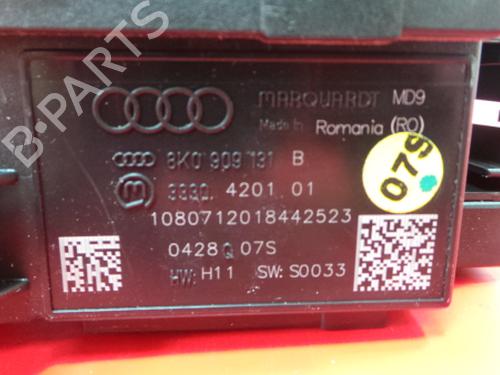 MARQUARDT MD9
Made in Romania (RO)
8K0 909 131 B
07S
3330. 4201 01
1080712018442523
0428Q 07S
HW: H11 SW: S0033
B-PARTS